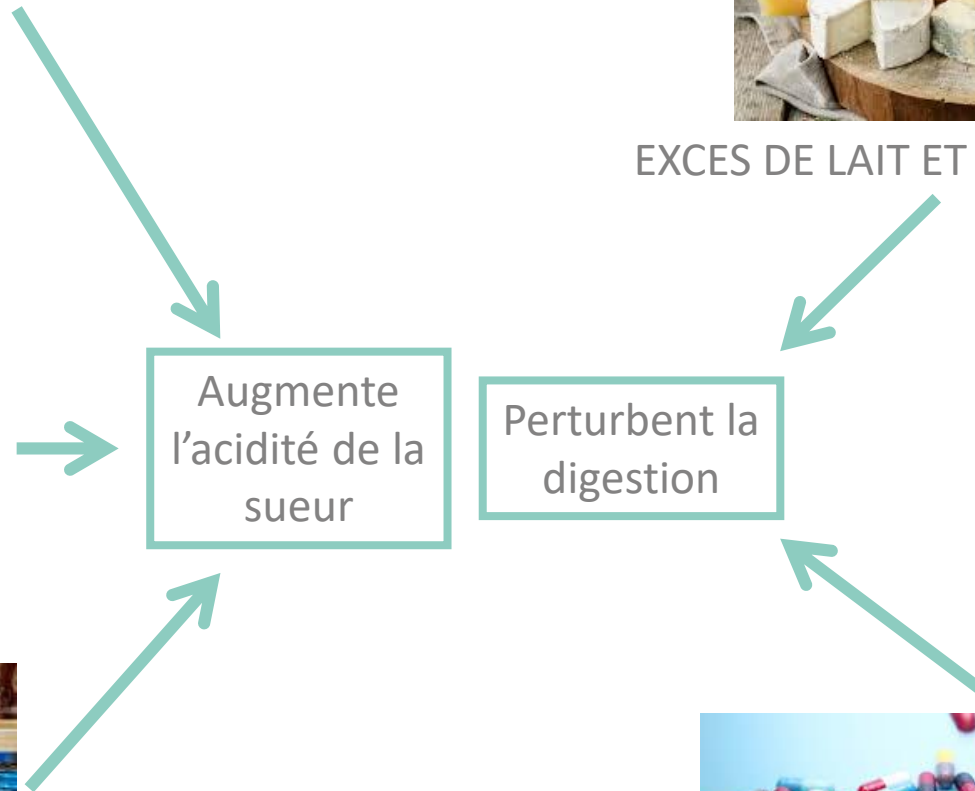 EXCES DE LAIT ET
Augmente
l’acidité de la
sueur
Perturbent la
digestion